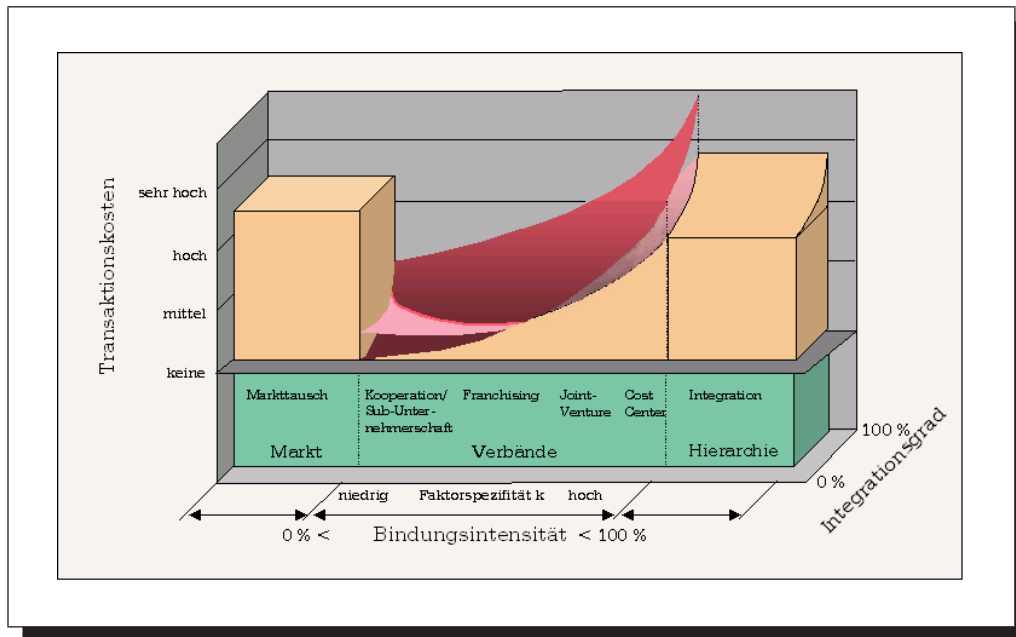 Transaktionskosten
sehr hoch
hoch
mittel
keine
Markttausch
Kooperation/
Sub-Unter-
nehmerschaft
Franchising
Joint-
Venture
Cost
Center
Integration
Markt
Verbände
Hierarchie
100 %
0 %
Integrationsgrad
niedrig Faktorspezifität k hoch
0 % < Bindungsintensität < 100 %